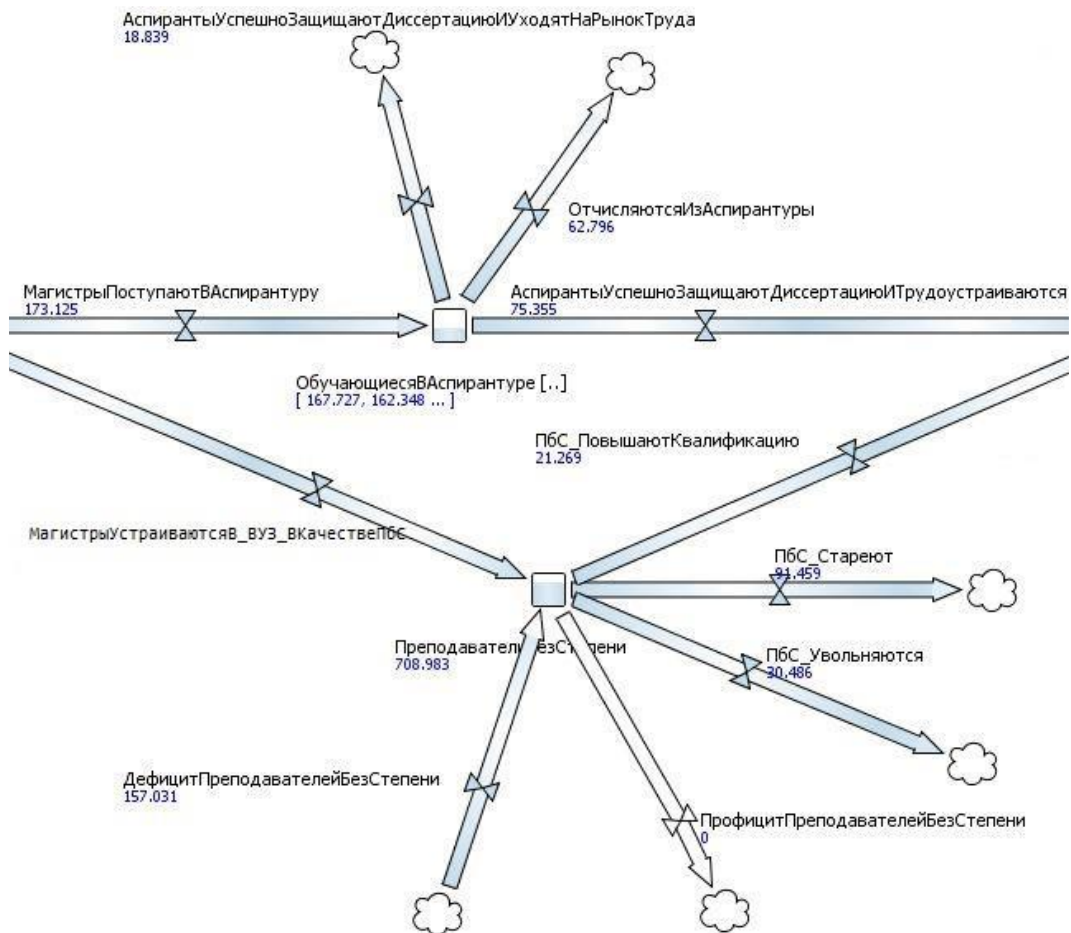 АспирантыУспешноЗащищаютДиссертациюИУходятНаРынокТруда
18.839
ОтчисляютсяИзАспирантуры
62.796
МагистрыПоступаютВАспирантуру
173.125
АспирантыУспешноЗащищаютДиссертациюИТрудоустраиваются
75.355
ОбучающиесяВАспирантуре [..]
[ 167.727, 162.348 ... ]
ПбС_ПовышаютКвалификацию
21.269
МагистрыУстраиваютсяВ_ВУЗ_ВКачествеПбС
ПбС_Стареют
91.459
ПреподавателиБезСтепени
708.983
ПбС_Увольняются
30.486
ДефицитПреподавателейБезСтепени
157.031
ПрофицитПреподавателейБезСтепени
0